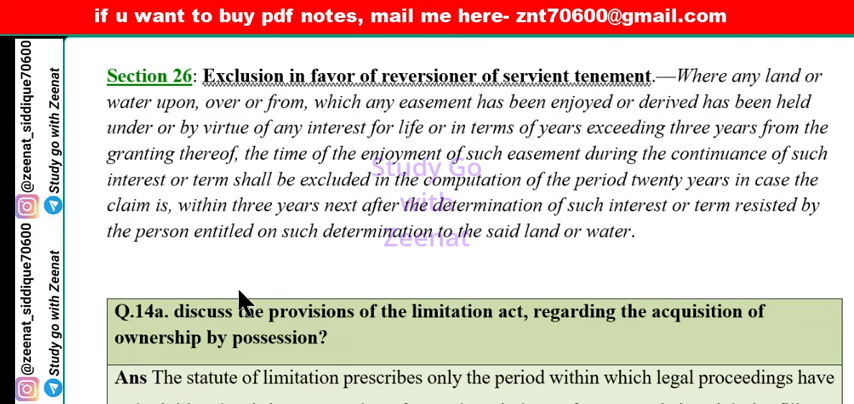 if u want to buy pdf notes, mail me here- znt70600@gmail.com
@zeenat_siddique70600
Study go with Zeenat
@zeenat_siddique70600
Study go with Zeenat
Section 26: Exclusion in favor of reversioner of servient tenement.—Where any land or
water upon, over or from, which any easement has been enjoyed or derived has been held
under or by virtue of any interest for life or in terms of years exceeding three years from the
granting thereof, the time of the enjoyment of such easement during the continuance of such
interest or term shall be excluded in the computation of the period twenty years in case the
claim is, within three years next after the determination of such interest or term resisted by
the person entitled on such determination to the said land or water.
Study Go
with
Zeenat
Q.14a. discuss the provisions of the limitation act, regarding the acquisition of
ownership by possession?
Ans The statute of limitation prescribes only the period within which legal proceedings have